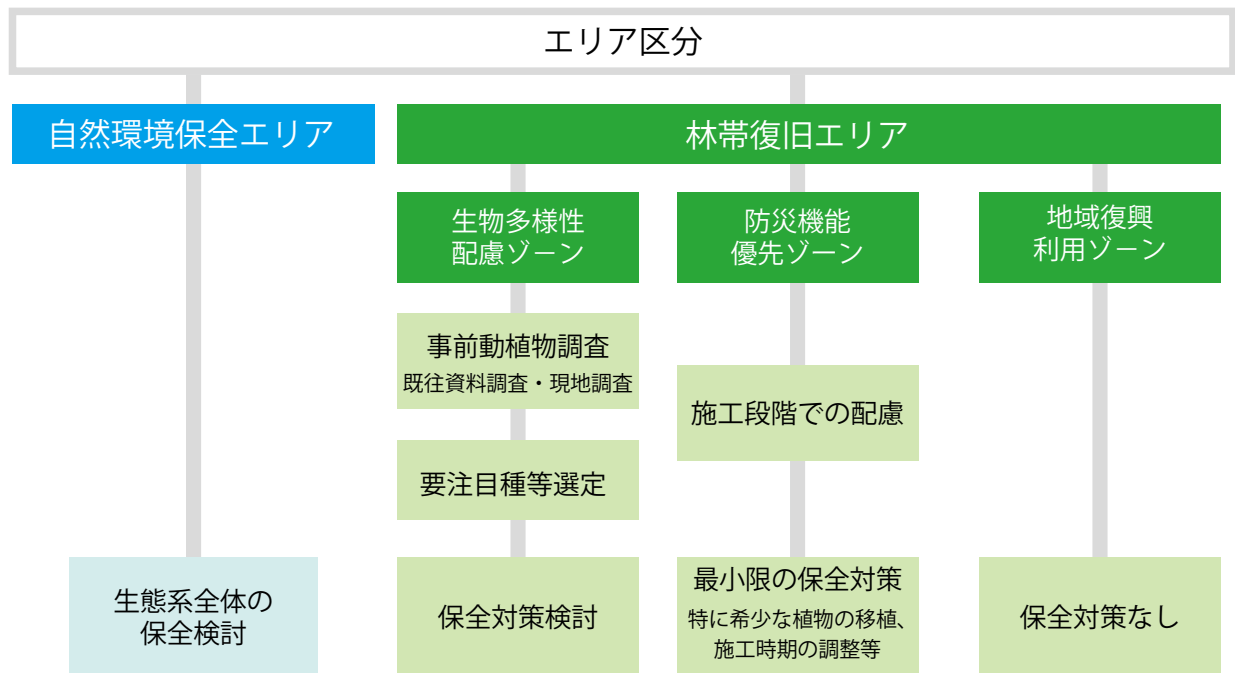 エリア区分
自然環境保全エリア
林帯復旧エリア
生物多様性
配慮ゾーン
防災機能
優先ゾーン
地域復興
利用ゾーン
事前動植物調査
既往資料調査・現地調査
施工段階での配慮
要注目種等選定
生態系全体の
保全検討
保全対策検討
最小限の保全対策
特に希少な植物の移植、
施工時期の調整等
保全対策なし